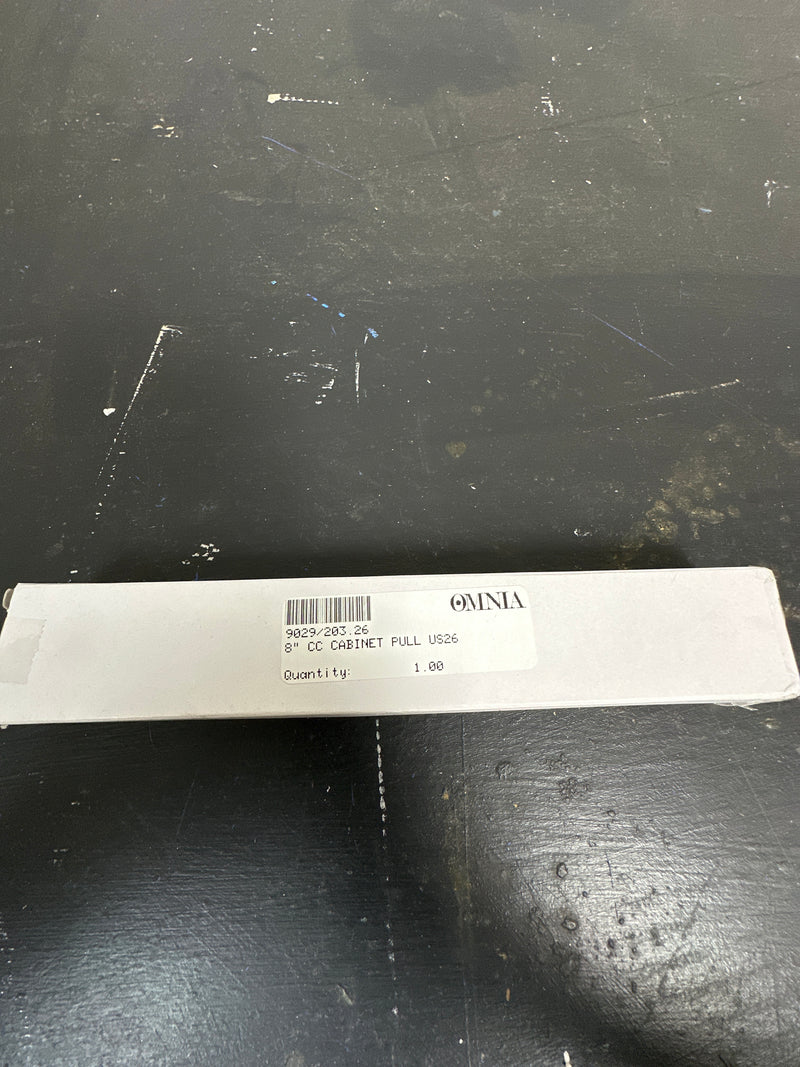 OMNIA
9029/203.26
8" CC CABINET PULL US26
Quantity: 1.00